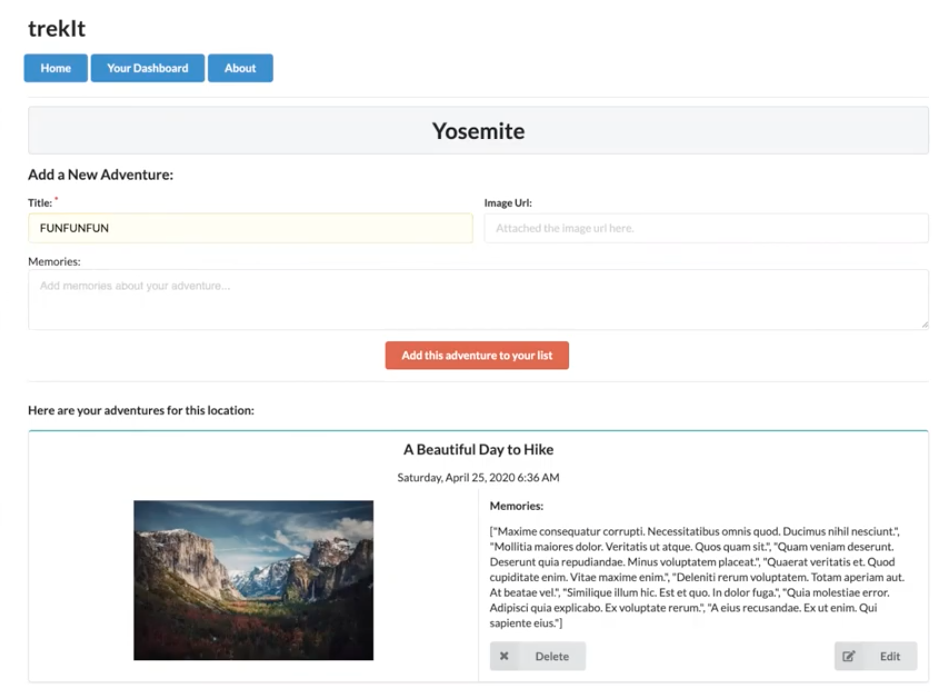 trekIt
Home Your Dashboard About
Yosemite
Add a New Adventure:
Title: * Image Url:
FUNFUNFUN Attached the image url here.
Memories:
Add memories about your adventure...
Add this adventure to your list
Here are your adventures for this location:
A Beautiful Day to Hike
Saturday, April 25, 2020 6:36 AM
Memories:
["Maxime consequatur corrupti. Necessitatibus omnis quod. Ducimus nihil nesciunt.",
"Mollitia maiores dolor. Veritatis ut atque. Quos quam sit.", "Quam veniam deserunt.
Deserunt quia repudiandae. Minus voluptatem placeat.", "Quaerat veritatis et. Quod
cupiditate enim. Vitae maxime enim.", "Deleniti rerum voluptatem. Totam aperiam aut.
At beatae vel.", "Similique illum hic. Est et quo. In dolor fuga.", "Quia molestiae error.
Adipisci quia explicabo. Ex voluptate rerum.", "A eius recusandae. Ex ut enim. Qui
sapiente eius."]
Delete Edit